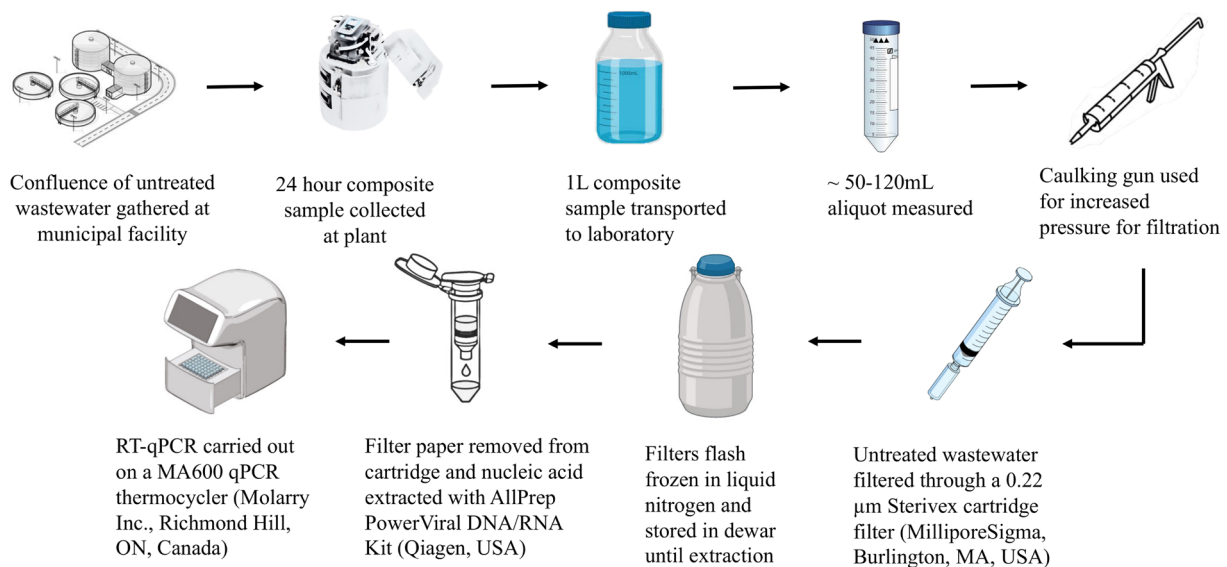 Confluence of untreated
wastewater gathered at
municipal facility
24 hour composite
sample collected
at plant
1000mL
1L composite
sample transported
to laboratory
~ 50-120mL
aliquot measured
Caulking gun used
for increased
pressure for filtration
RT-qPCR carried out
on a MA600 qPCR
thermocycler (Molarry
Inc., Richmond Hill,
ON, Canada)
Filter paper removed from
cartridge and nucleic acid
extracted with AllPrep
PowerViral DNA/RNA
Kit (Qiagen, USA)
Filters flash
frozen in liquid
nitrogen and
stored in dewar
until extraction
Untreated wastewater
filtered through a 0.22
µm Sterivex cartridge
filter (MilliporeSigma,
Burlington, MA, USA)